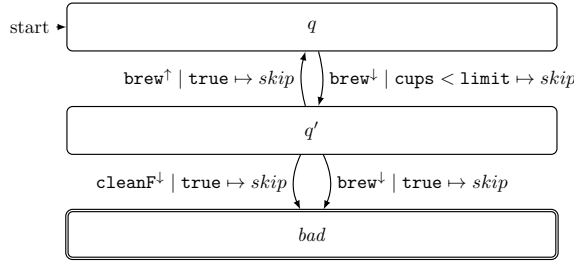 start q
brew↑ | true ↦ skip brew↓ | cups < limit ↦ skip
q′
cleanF↓ | true ↦ skip brew↓ | true ↦ skip
bad